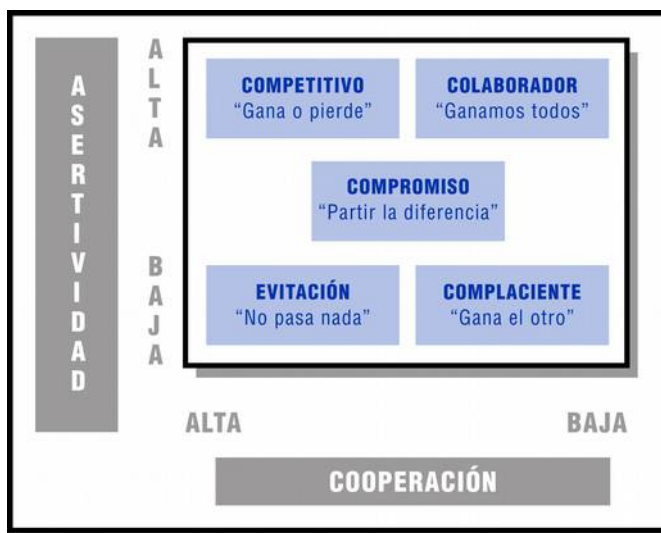 ASERTIVIDAD
ALTA
BAJA
COMPETITIVO
“Gana o pierde”
COLABORADOR
“Ganamos todos”
COMPROMISO
“Partir la diferencia”
EVITACIÓN
“No pasa nada”
COMPLACIENTE
“Gana el otro”
ALTA
BAJA
COOPERACIÓN